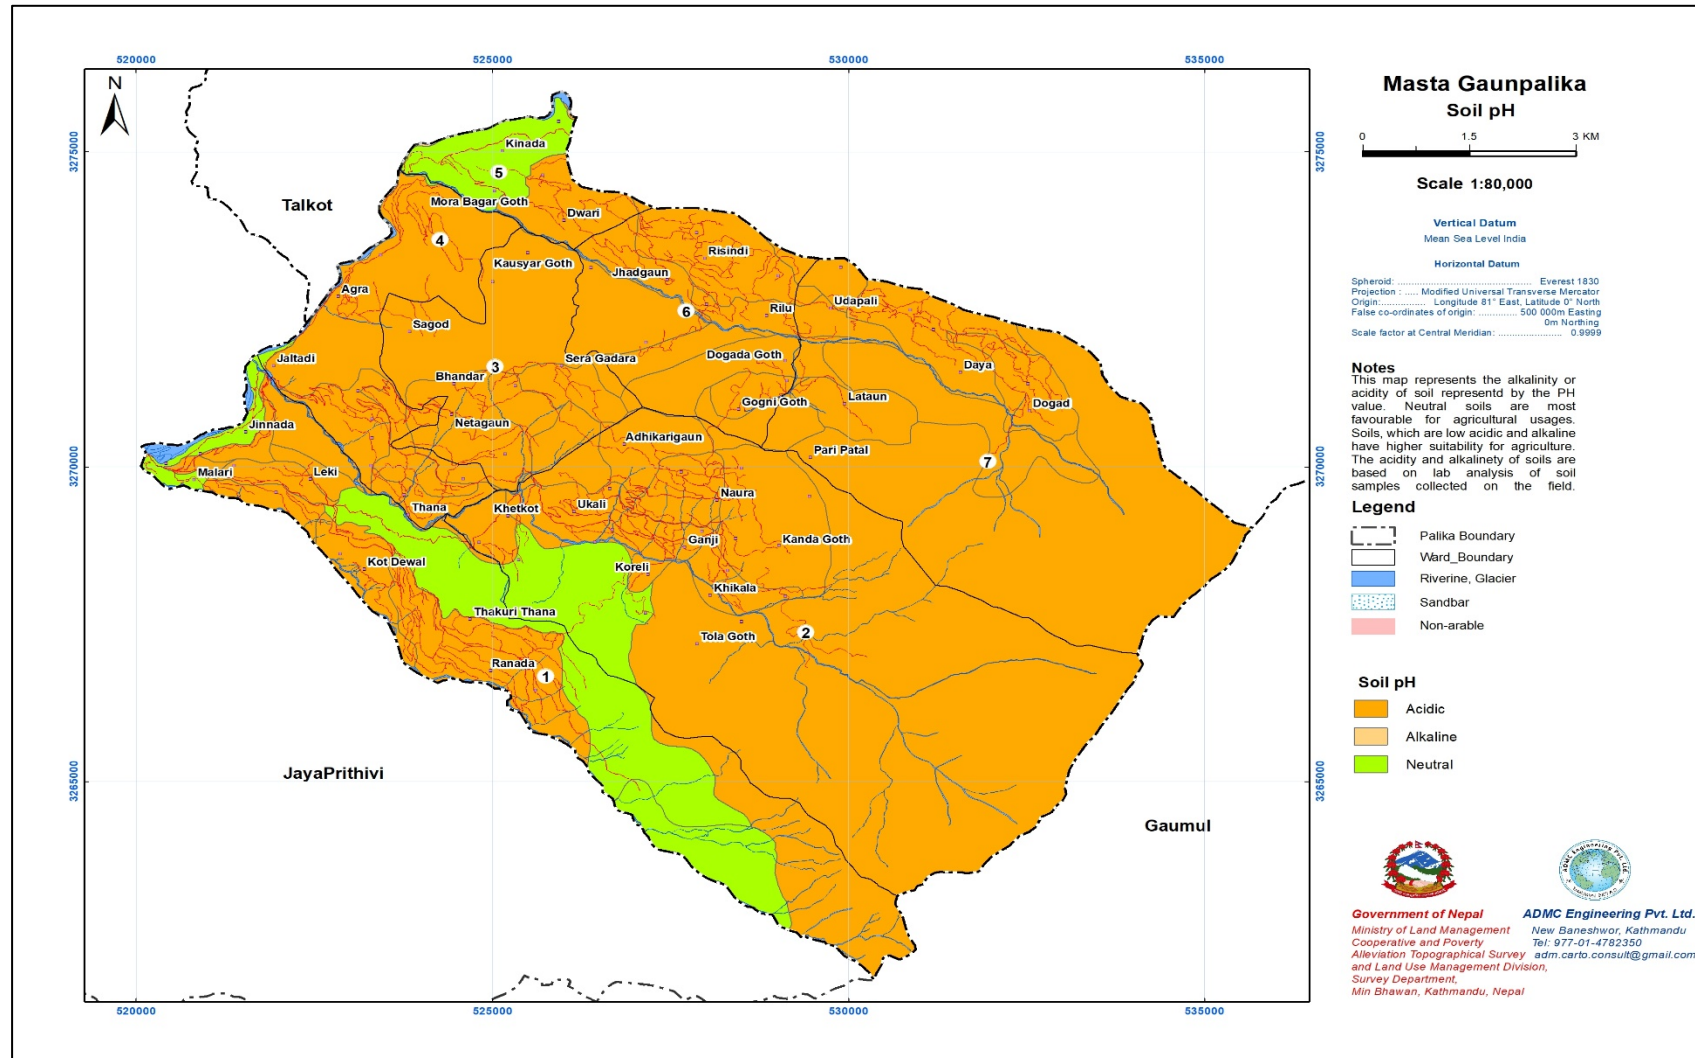 520000
525000
530000
535000
N
3275000
3275000
3270000
3270000
3265000
3265000
Kinada
5
Mora Bagar Goth
Talkot
Dwari
4
Risindi
Kausyar Goth
Jhadgaun
Agra
Udapali
6
Rilu
Sagod
Jaltadi
Sera Gadara
Dogada Goth
3
Daya
Bhandar
Lataun
Gogni Goth
Dogad
Jinnada
Netagaun
Adhikarigaun
Pari Patal
7
Malari
Leki
Naura
Thana
Khetkot
Ukali
Ganji
Kanda Goth
Kot Dewal
Koreli
Khikala
Thakuri Thana
2
Tola Goth
Ranada
1
JayaPrithivi
Gaumul
520000
525000
530000
535000
Masta Gaunpalika
Soil pH
0 1.5 3 KM
Scale 1:80,000
Vertical Datum
Mean Sea Level India
Horizontal Datum
Spheroid: ................................................ Everest 1830
Projection : ..... Modified Universal Transverse Mercator
Origin:............... Longitude 81° East, Latitude 0° North
False co-ordinates of origin: .............. 500 000m Easting
0m Northing
Scale factor at Central Meridian: ....................... 0.9999
Notes
This map represents the alkalinity or
acidity of soil representd by the PH
value. Neutral soils are most
favourable for agricultural usages.
Soils, which are low acidic and alkaline
have higher suitability for agriculture.
The acidity and alkalinety of soils are
based on lab analysis of soil
samples collected on the field.
Legend
Palika Boundary
Ward_Boundary
Riverine, Glacier
Sandbar
Non-arable
Soil pH
Acidic
Alkaline
Neutral
Government of Nepal
Ministry of Land Management
Cooperative and Poverty
Alleviation Topographical Survey
and Land Use Management Division,
Survey Department,
Min Bhawan, Kathmandu, Nepal
ADMC Engineering Pvt. Ltd.
ADMC Engineering Pvt. Ltd.
New Baneshwor, Kathmandu
Tel: 977-01-4782350
adm.carto.consult@gmail.com